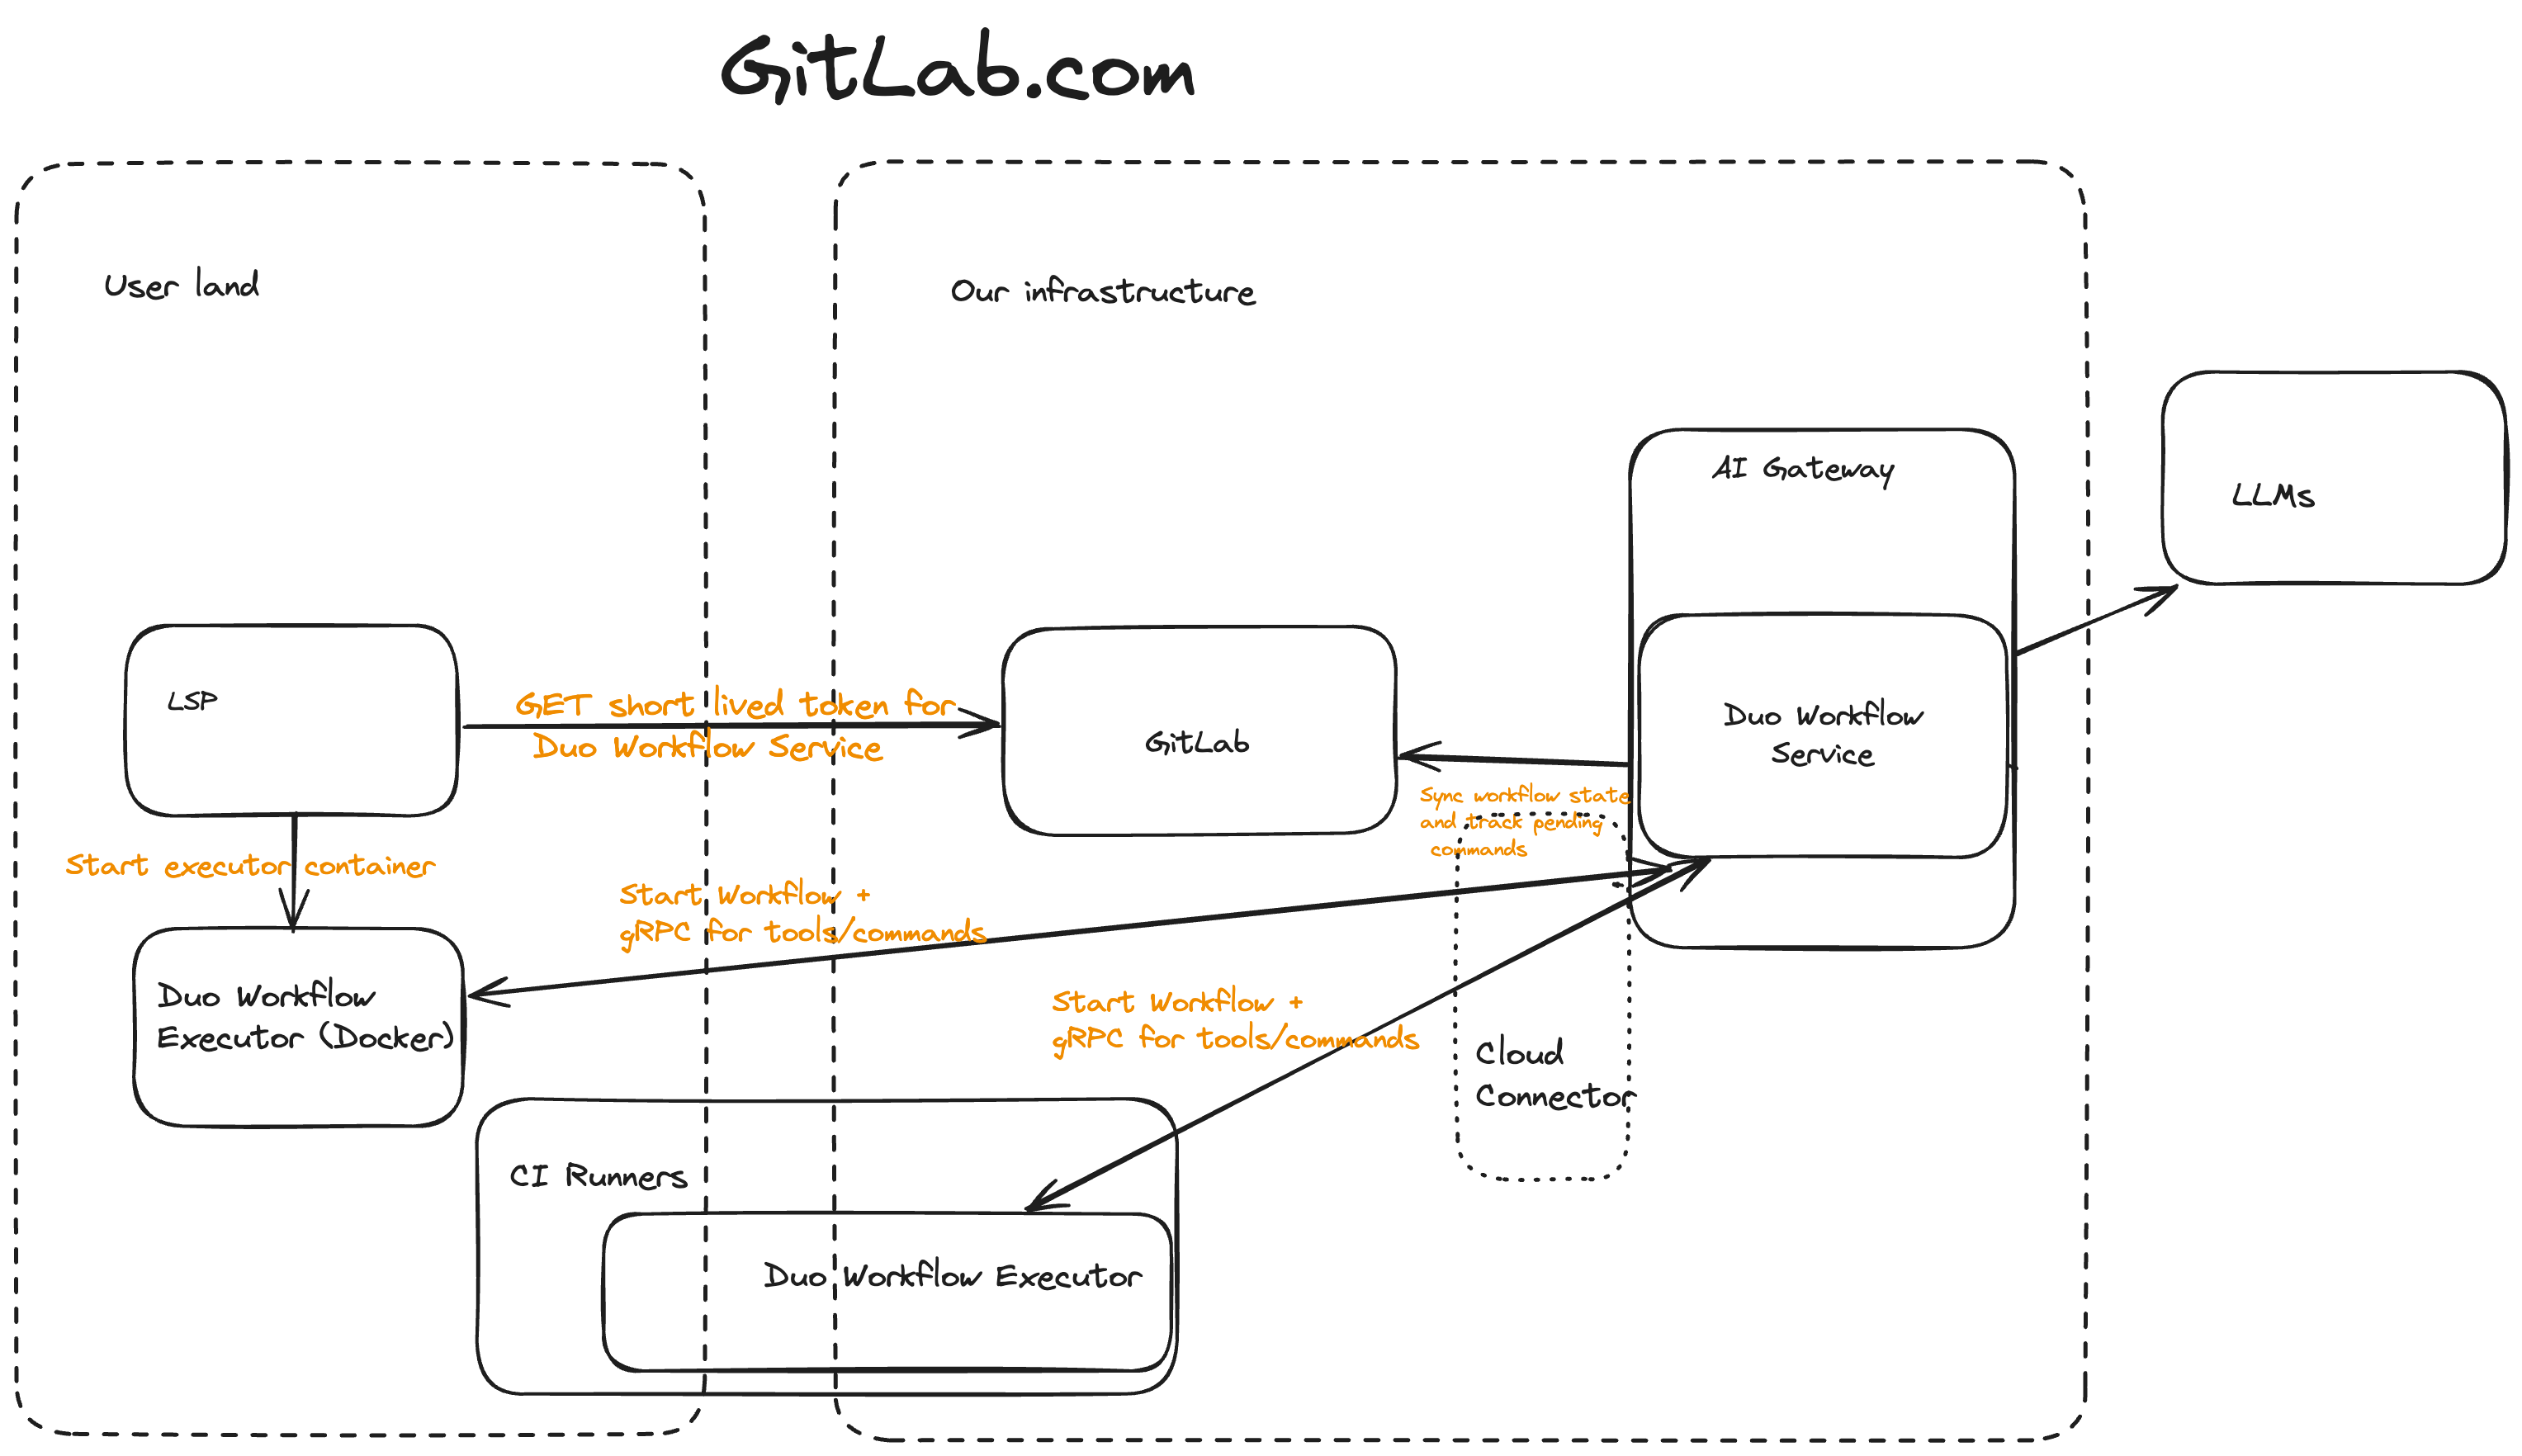 GitLab.com
User land
Our infrastructure
AI Gateway
LLMs
LSP
GET short lived token for
Duo Workflow Service
GitLab
Duo Workflow
Service
Sync workflow state
and track pending
commands
Start executor container
Start Workflow +
gRPC for tools/commands
Duo Workflow
Executor (Docker)
Start Workflow +
gRPC for tools/commands
Cloud
Connector
CI Runners
Duo Workflow Executor